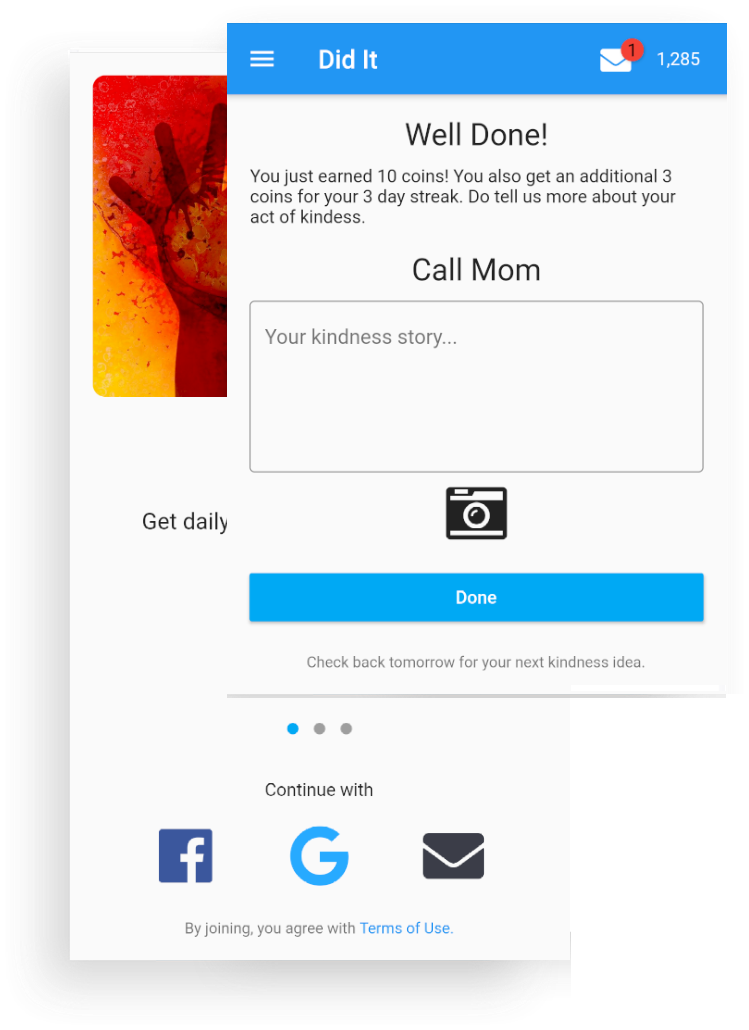 Did It
1
1,285
Well Done!
You just earned 10 coins! You also get an additional 3
coins for your 3 day streak. Do tell us more about your
act of kindess.
Call Mom
Your kindness story...
Done
Check back tomorrow for your next kindness idea.
Get daily
Continue with
By joining, you agree with Terms of Use.